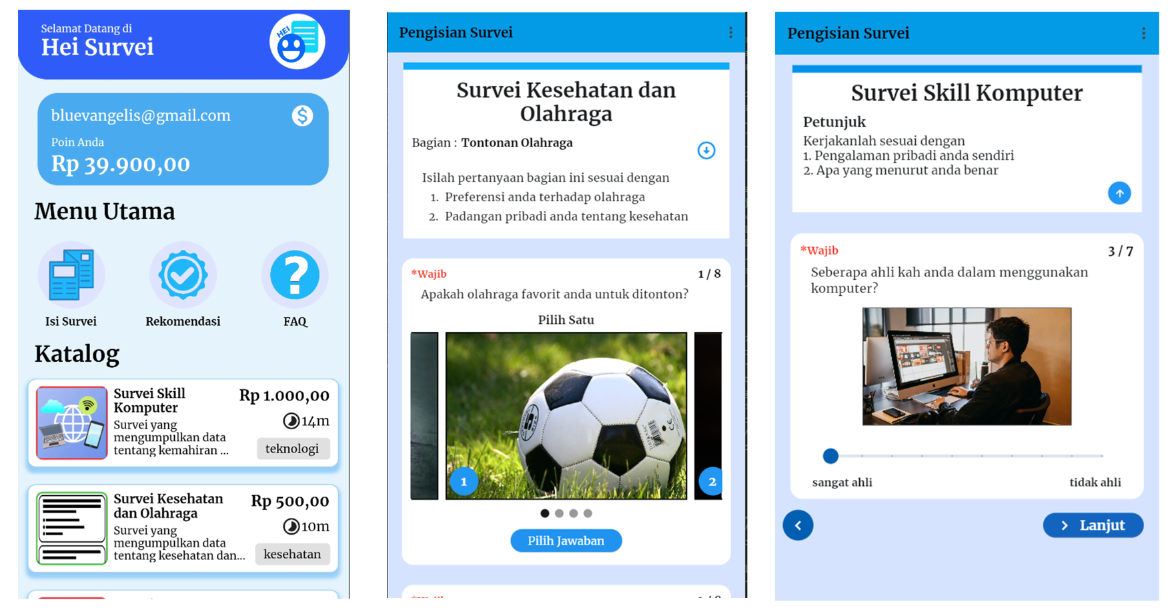 Selamat Datang di
Hei Survei
HEI
bluevangelis@gmail.com
$
Poin Anda
Rp 39.900,00
Menu Utama
?
Isi Survei
Rekomendasi
FAQ
Katalog
Survei Skill
Komputer
Rp 1.000,00
Survei yang
mengumpulkan data
tentang kemahiran ...
14m
teknologi
Survei Kesehatan
dan Olahraga
Rp 500,00
Survei yang
mengumpulkan data
tentang kesehatan dan...
10m
kesehatan
Pengisian Survei
Survei Kesehatan dan
Olahraga
Bagian : Tontonan Olahraga
Isilah pertanyaan bagian ini sesuai dengan
1. Preferensi anda terhadap olahraga
2. Padangan pribadi anda tentang kesehatan
*Wajib
1 / 8
Apakah olahraga favorit anda untuk ditonton?
Pilih Satu
1
2
Pilih Jawaban
Pengisian Survei
Survei Skill Komputer
Petunjuk
Kerjakanlah sesuai dengan
1. Pengalaman pribadi anda sendiri
2. Apa yang menurut anda benar
*Wajib
3 / 7
Seberapa ahli kah anda dalam menggunakan
komputer?
sangat ahli
tidak ahli
Lanjut